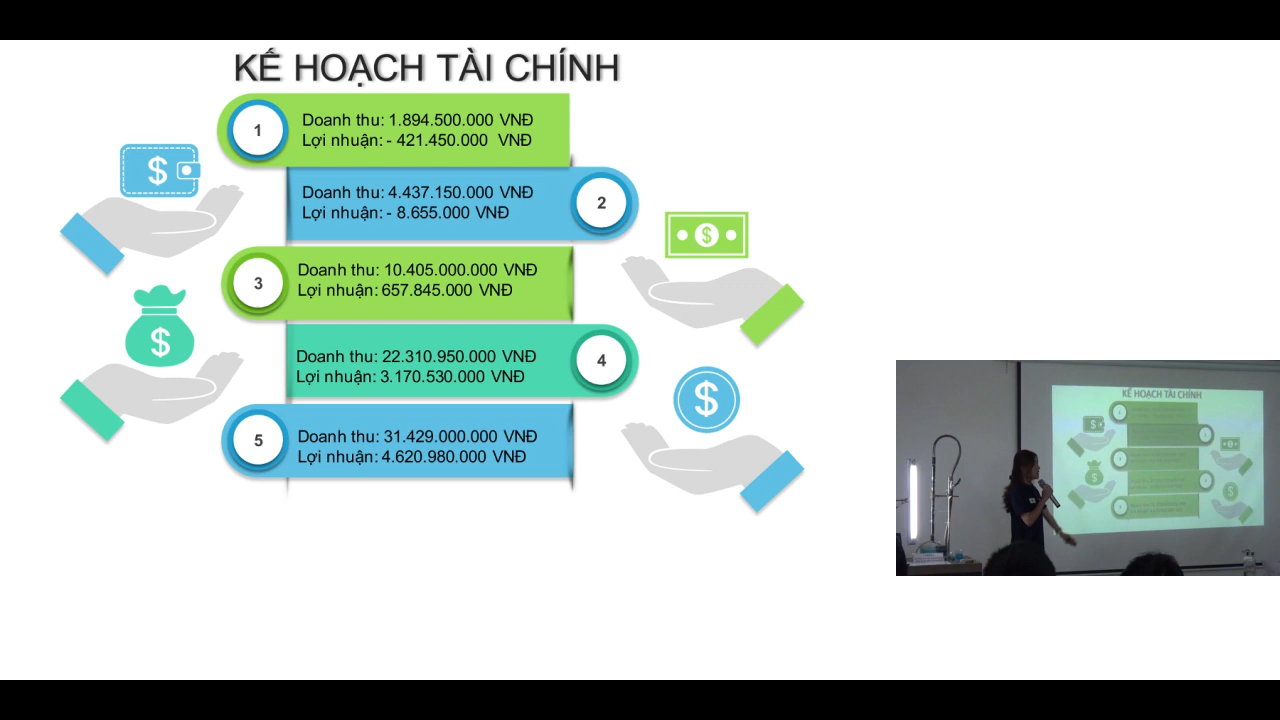 KẾ HOẠCH TÀI CHÍNH
1
Doanh thu: 1.894.500.000 VNĐ
Lợi nhuận: - 421.450.000 VNĐ
Doanh thu: 4.437.150.000 VNĐ
Lợi nhuận: - 8.655.000 VNĐ
2
3
Doanh thu: 10.405.000.000 VNĐ
Lợi nhuận: 657.845.000 VNĐ
Doanh thu: 22.310.950.000 VNĐ
Lợi nhuận: 3.170.530.000 VNĐ
4
5
Doanh thu: 31.429.000.000 VNĐ
Lợi nhuận: 4.620.980.000 VNĐ
$
$
$
$
KẾ HOẠCH TÀI CHÍNH